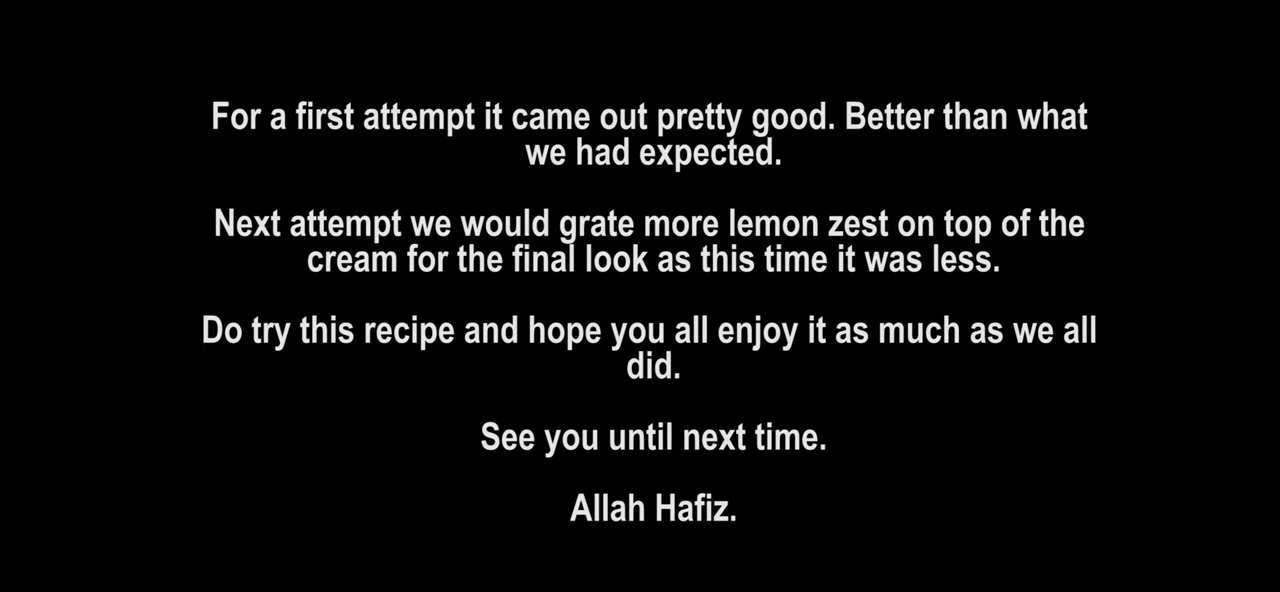 For a first attempt it came out pretty good. Better than what
we had expected.
Next attempt we would grate more lemon zest on top of the
cream for the final look as this time it was less.
Do try this recipe and hope you all enjoy it as much as we all
did.
See you until next time.
Allah Hafiz.